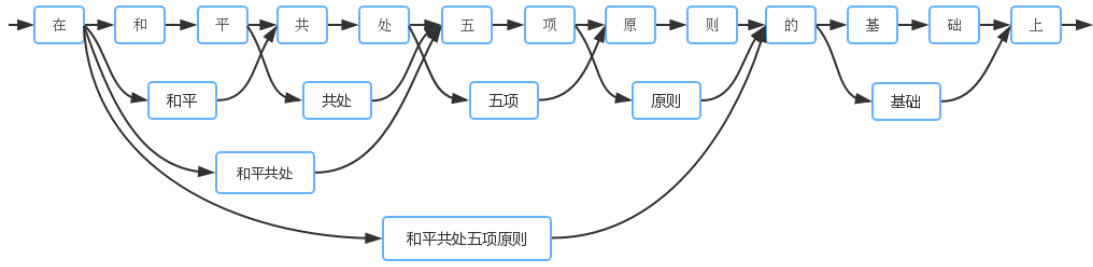 在 和 平 共 处 五 项 原 则 的 基 础 上
和平 共处 五项 原则 基础
和平共处
和平共处五项原则